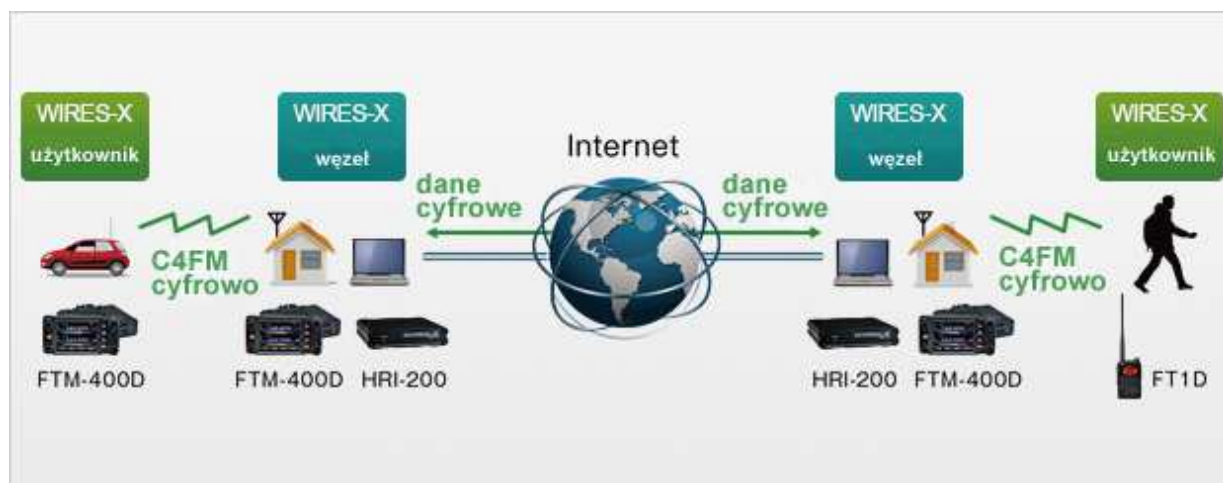 WIRES-X
użytkownik
WIRES-X
węzeł
Internet
WIRES-X
węzeł
WIRES-X
użytkownik
dane
cyfrowe
dane
cyfrowe
C4FM
cyfrowo
C4FM
cyfrowo
FTM-400D
FTM-400D
HRI-200
HRI-200
FTM-400D
FT1D